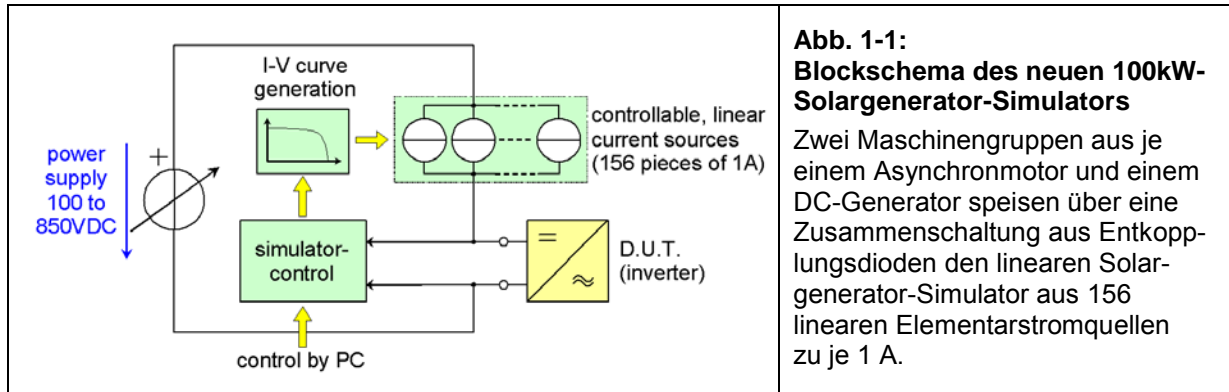 I-V curve
generation
controllable, linear
current sources
(156 pieces of 1A)
power
supply
100 to
850VDC
+
simulator-
control
D.U.T.
(inverter)
control by PC
Abb. 1-1:
Blockschema des neuen 100kW-
Solargenerator-Simulators
Zwei Maschinengruppen aus je
einem Asynchronmotor und einem
DC-Generator speisen über eine
Zusammenschaltung aus Entkopp-
lungsdioden den linearen Solar-
generator-Simulator aus 156
linearen Elementarstromquellen
zu je 1 A.